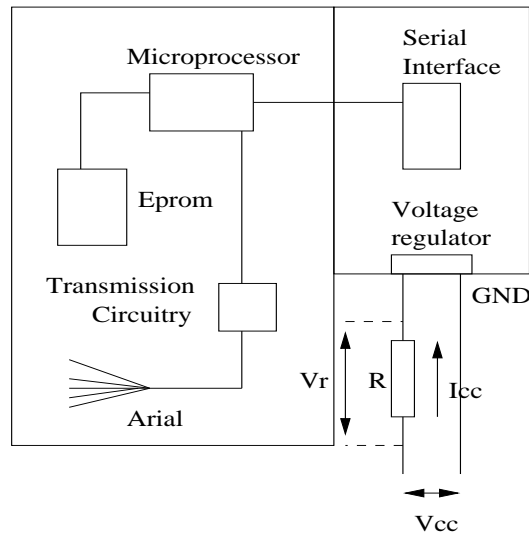 Microprocessor
Serial
Interface
Eprom
Voltage
regulator
Transmission
Circuitry
GND
Vr
R
Icc
Arial
Vcc